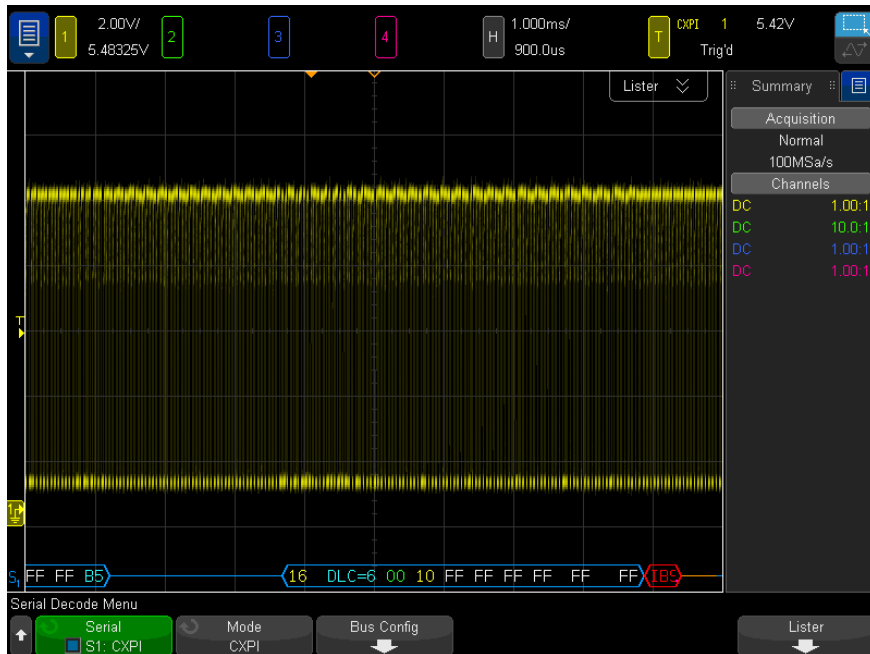 1 2.00V/ 5.48325V 2 3 4 H 1.000ms/ 900.0us T CXPI 1 5.42V Trig'd
Lister
Summary
Acquisition
Normal
100MSa/s
Channels
DC 1.00:1
DC 10.0:1
DC 1.00:1
DC 1.00:1
T
1
S1 FF FF B5 16 DLC=6 00 10 FF FF FF FF FF FF IBS
Serial Decode Menu
Serial
S1: CXPI
Mode
CXPI
Bus Config
Lister